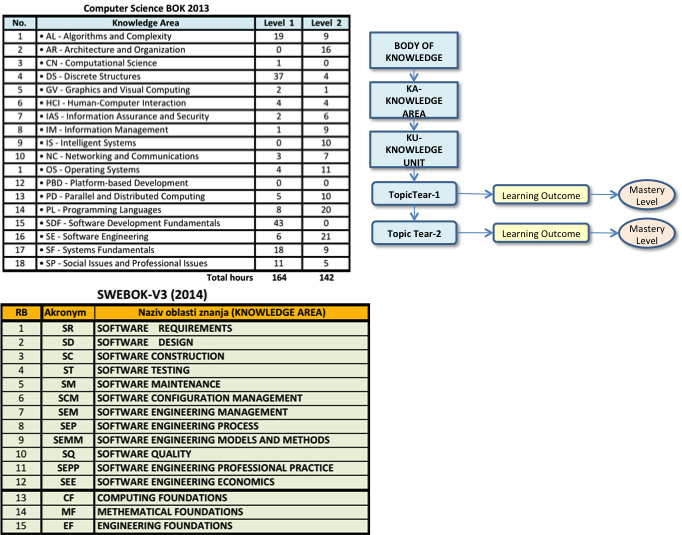 Computer Science BOK 2013
No. Knowledge Area Level 1 Level 2
1 • AL - Algorithms and Complexity 19 9
2 • AR - Architecture and Organization 0 16
3 • CN - Computational Science 1 0
4 • DS - Discrete Structures 37 4
5 • GV - Graphics and Visual Computing 2 1
6 • HCI - Human-Computer Interaction 4 4
7 • IAS - Information Assurance and Security 2 6
8 • IM - Information Management 1 9
9 • IS - Intelligent Systems 0 10
10 • NC - Networking and Communications 3 7
1 • OS - Operating Systems 4 11
12 • PBD - Platform-based Development 0 0
13 • PD - Parallel and Distributed Computing 5 10
14 • PL - Programming Languages 8 20
15 • SDF - Software Development Fundamentals 43 0
16 • SE - Software Engineering 6 21
17 • SF - Systems Fundamentals 18 9
18 • SP - Social Issues and Professional Issues 11 5
Total hours 164 142
BODY OF
KNOWLEDGE
KA-
KNOWLEDGE
AREA
KU-
KNOWLEDGE
UNIT
TopicTear-1 Learning Outcome Mastery
Level
Topic Tear-2 Learning Outcome Mastery
Level
SWEBOK-V3 (2014)
RB Akronym Naziv oblasti znanja (KNOWLEDGE AREA)
1 SR SOFTWARE REQUIREMENTS
2 SD SOFTWARE DESIGN
3 SC SOFTWARE CONSTRUCTION
4 ST SOFTWARE TESTING
5 SM SOFTWARE MAINTENANCE
6 SCM SOFTWARE CONFIGURATION MANAGEMENT
7 SEM SOFTWARE ENGINEERING MANAGEMENT
8 SEP SOFTWARE ENGINEERING PROCESS
9 SEMM SOFTWARE ENGINEERING MODELS AND METHODS
10 SQ SOFTWARE QUALITY
11 SEPP SOFTWARE ENGINEERING PROFESSIONAL PRACTICE
12 SEE SOFTWARE ENGINEERING ECONOMICS
13 CF COMPUTING FOUNDATIONS
14 MF METHEMATICAL FOUNDATIONS
15 EF ENGINEERING FOUNDATIONS